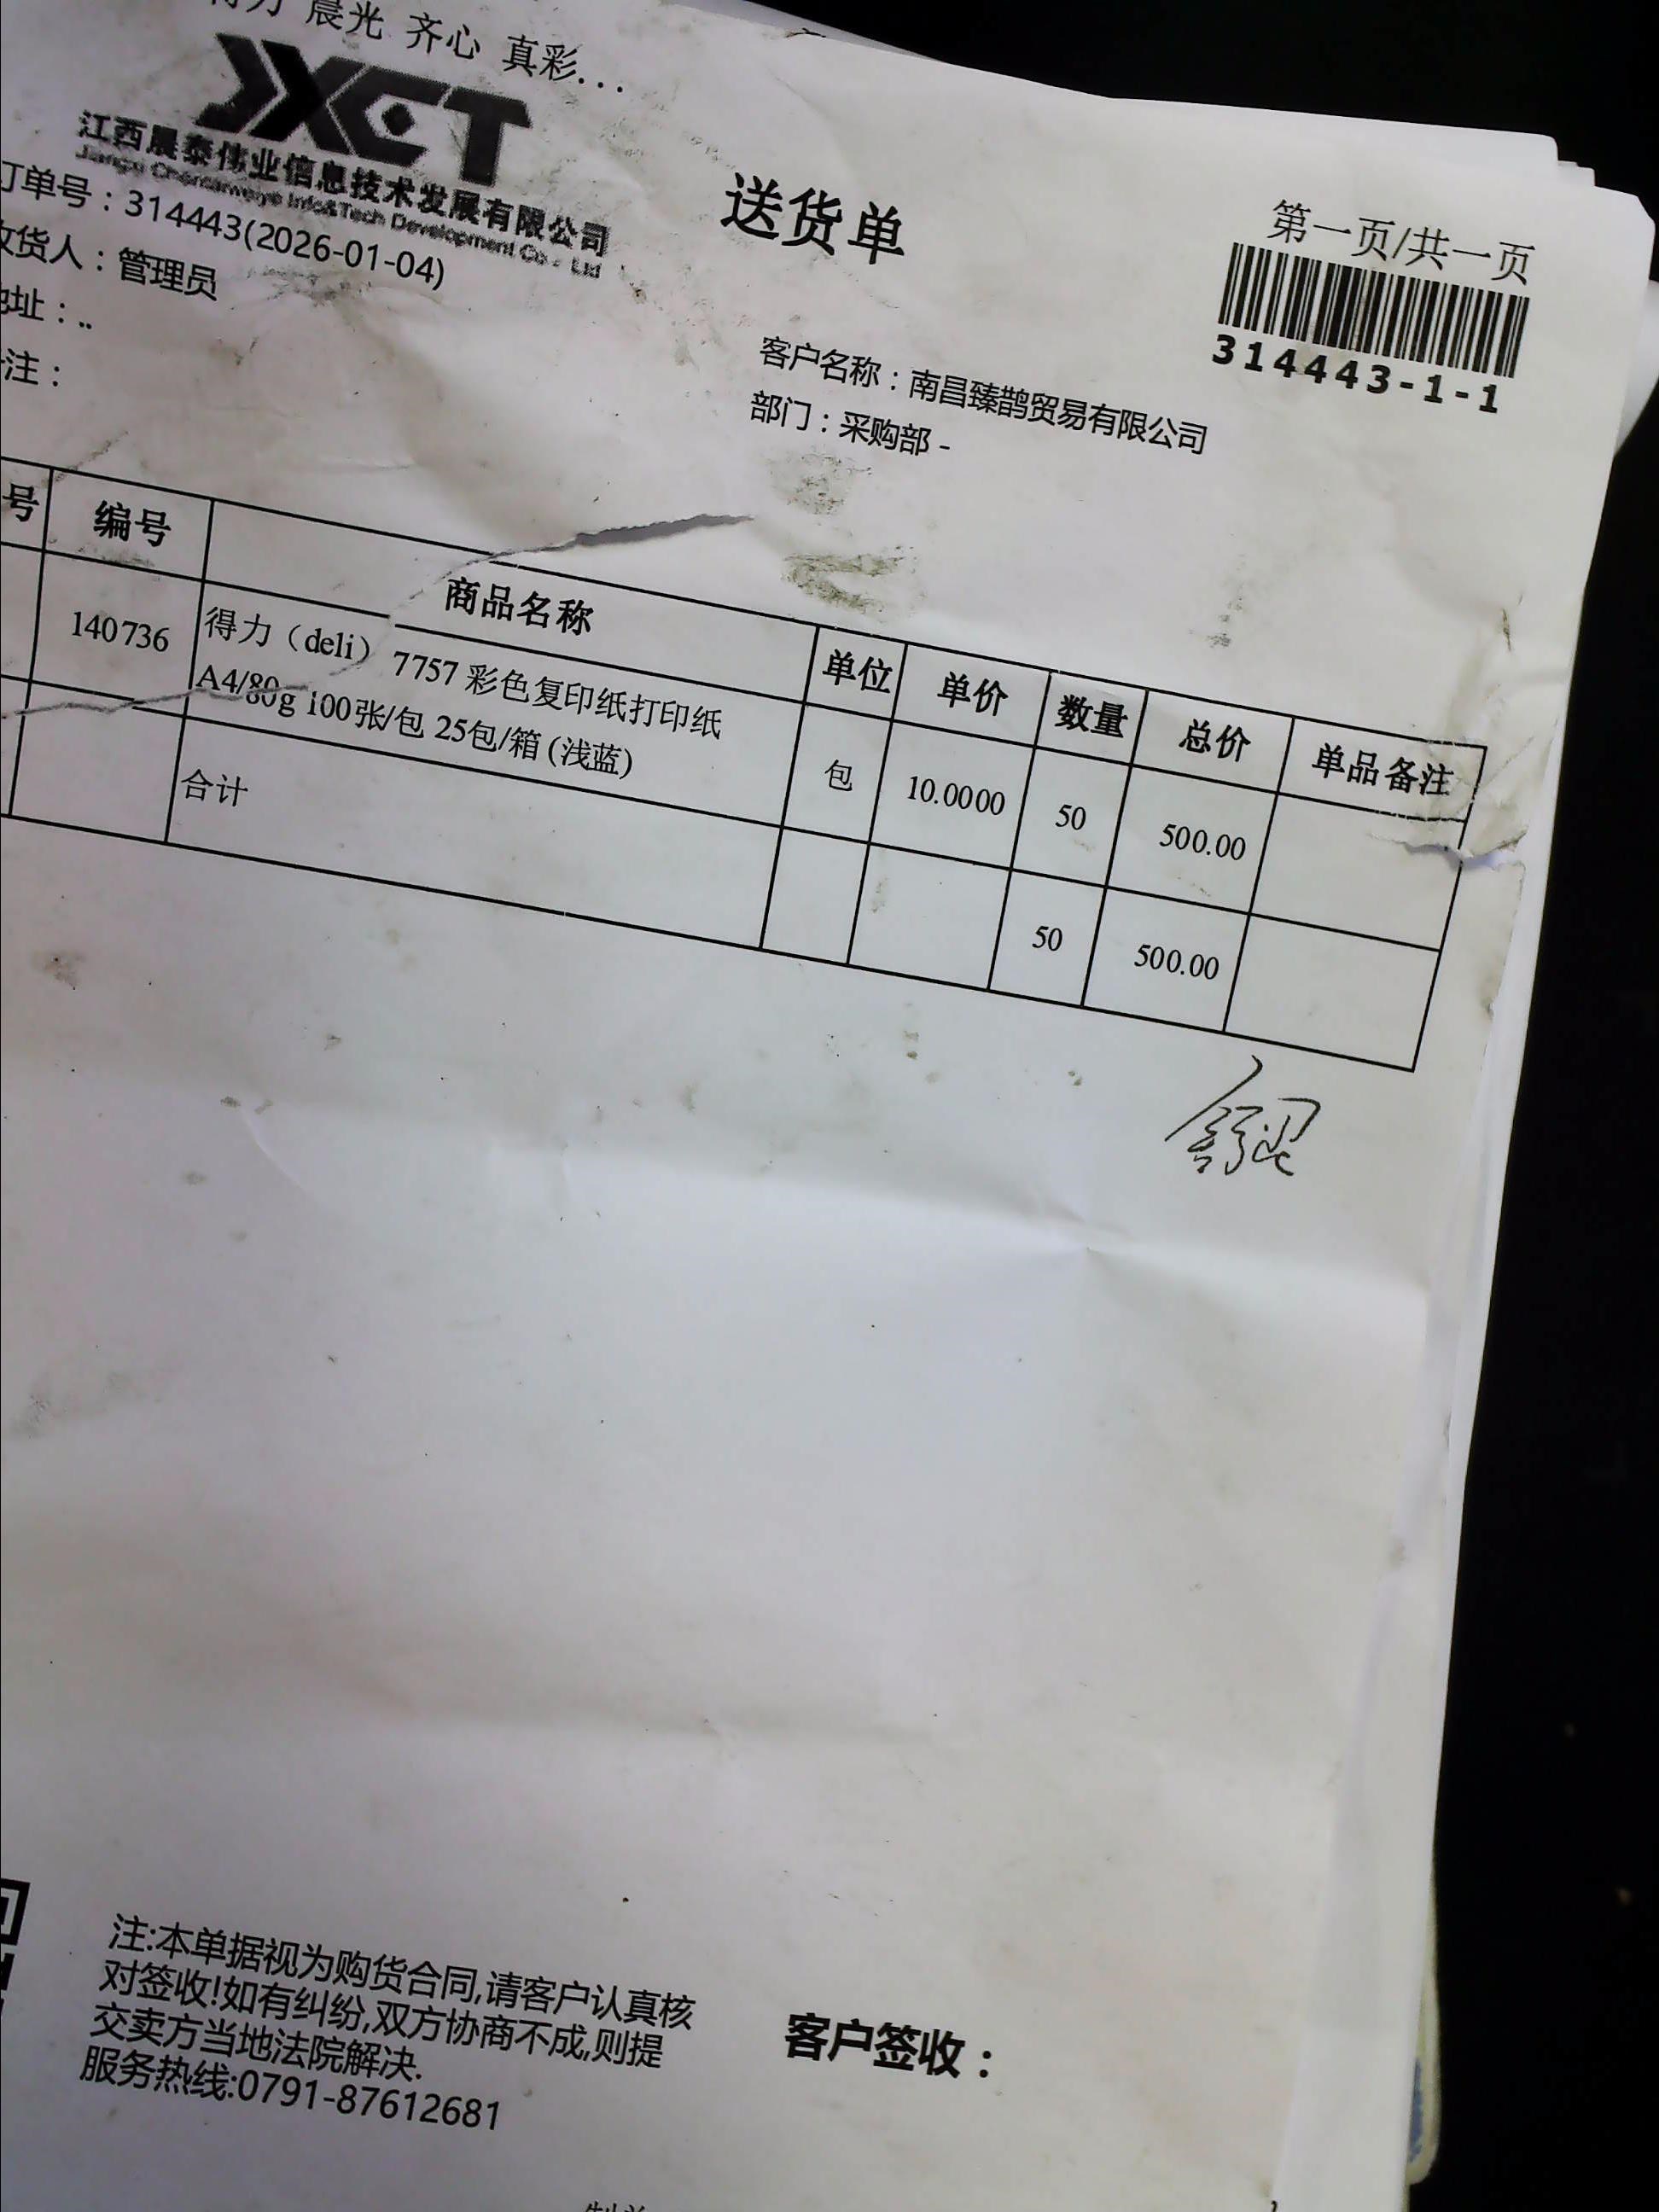 晨光 齐心 真彩...
JXCT
江西晨泰伟业信息技术发展有限公司
Jiangxi Chentaiweiye Info&Tech Development Co., Ltd
送货单
第一页/共一页
314443-1-1
订单号：314443(2026-01-04)
收货人：管理员
地址：..
注：
客户名称：南昌臻鹊贸易有限公司
部门：采购部 -
号 编号 商品名称 单位 单价 数量 总价 单品备注
140736 得力（deli） 7757 彩色复印纸打印纸 包 10.0000 50 500.00
A4/80g 100张/包 25包/箱 (浅蓝)
合计 50 500.00
注:本单据视为购货合同,请客户认真核
对签收!如有纠纷,双方协商不成,则提
交卖方当地法院解决.
服务热线:0791-87612681
客户签收：